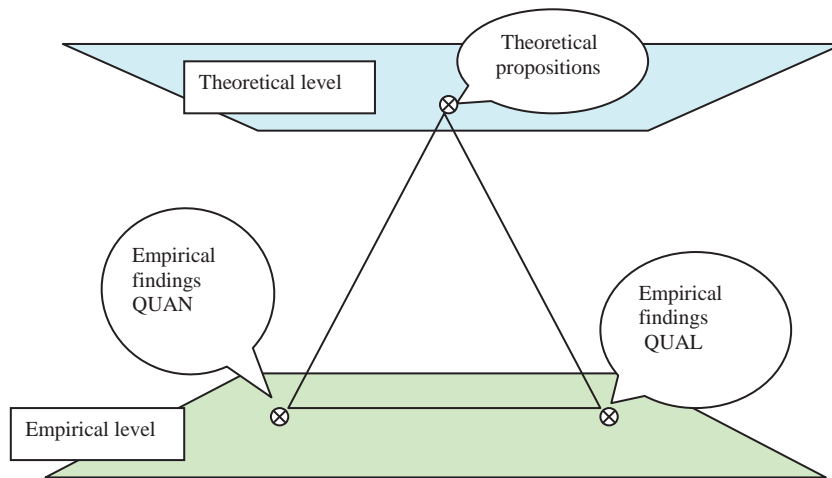 Theoretical
propositions
Theoretical level
Empirical
findings
QUAN
Empirical
findings
QUAL
Empirical level